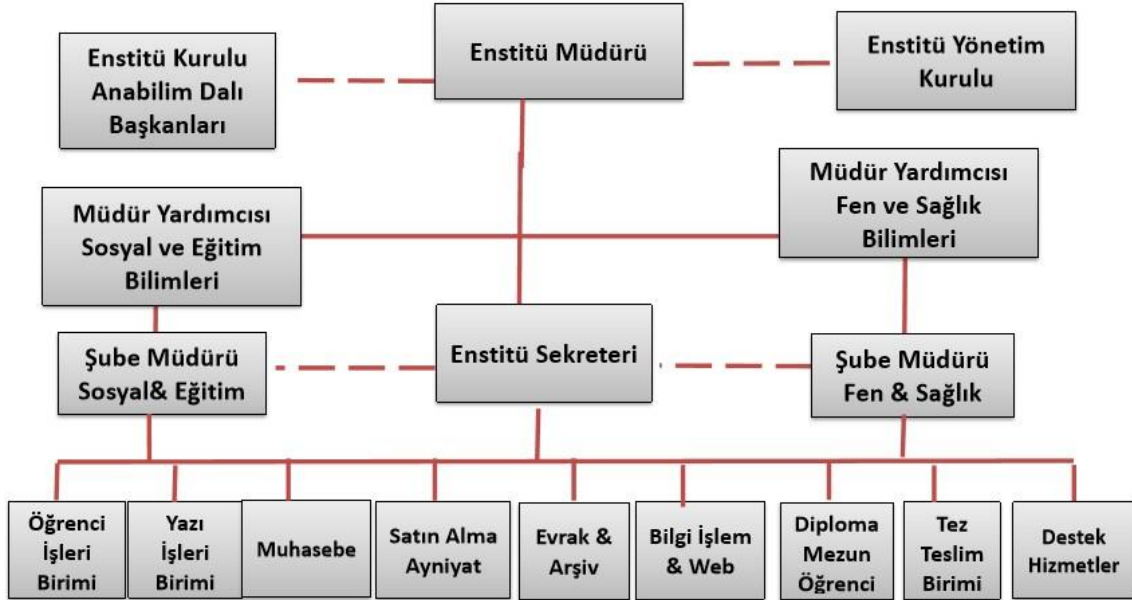 Enstitü Kurulu
Anabilim Dalı
Başkanları
Enstitü Müdürü
Enstitü Yönetim
Kurulu
Müdür Yardımcısı
Sosyal ve Eğitim
Bilimleri
Müdür Yardımcısı
Fen ve Sağlık
Bilimleri
Şube Müdürü
Sosyal& Eğitim
Enstitü Sekreteri
Şube Müdürü
Fen & Sağlık
Öğrenci
İşleri
Birimi
Yazı
İşleri
Birimi
Muhasebe
Satın Alma
Ayniyat
Evrak &
Arşiv
Bilgi İşlem
& Web
Diploma
Mezun
Öğrenci
Tez
Teslim
Birimi
Destek
Hizmetler